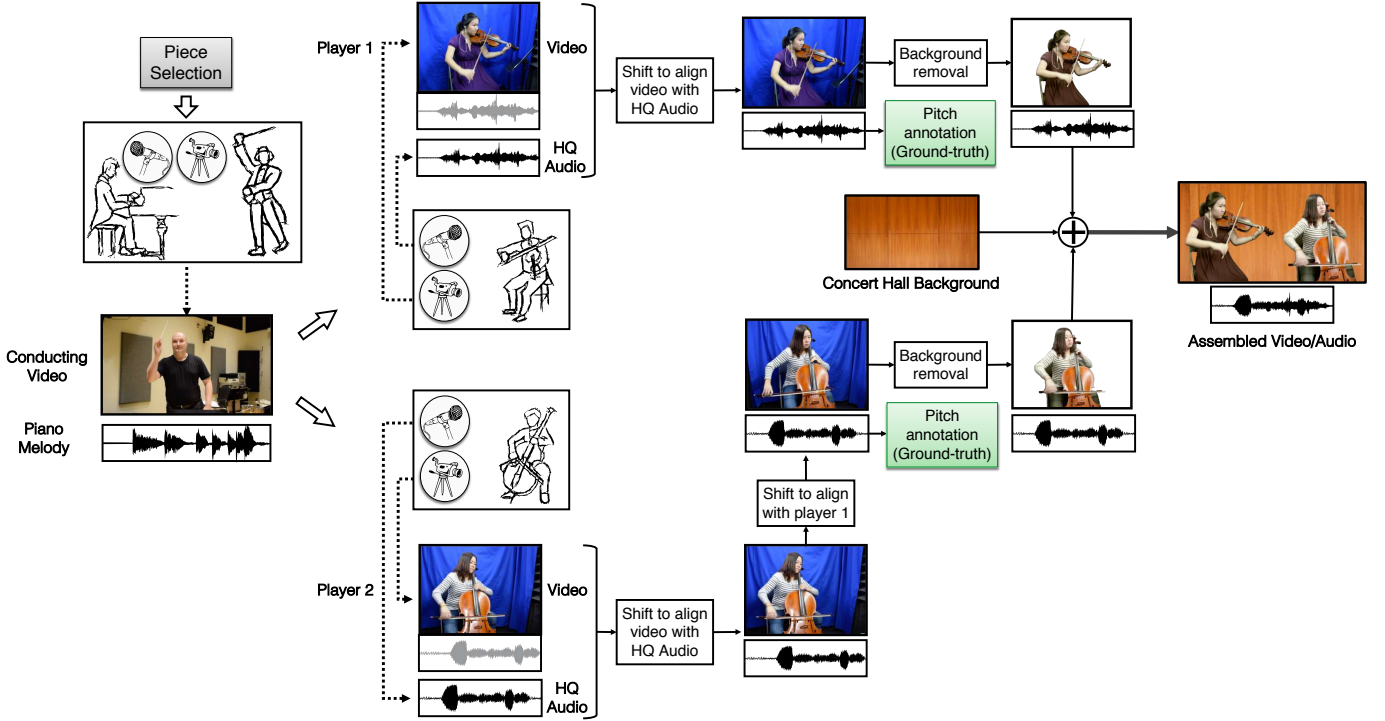 Piece
Selection
Conducting
Video
Piano
Melody
Player 1
Video
HQ
Audio
Shift to align
video with
HQ Audio
Background
removal
Pitch
annotation
(Ground-truth)
Concert Hall Background
Assembled Video/Audio
Background
removal
Pitch
annotation
(Ground-truth)
Shift to align
with player 1
Player 2
Video
HQ
Audio
Shift to align
video with
HQ Audio